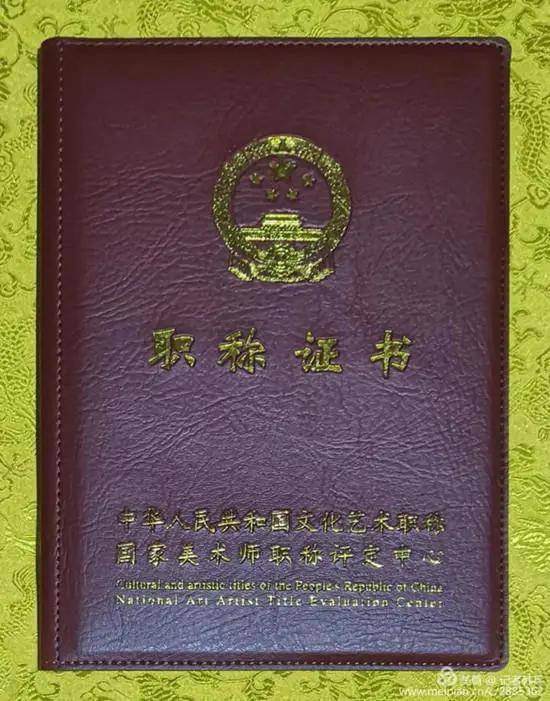 职称证书
中华人民共和国文化艺术职称
国家美术师职称评定中心
Cultural and artistic titles of the People's Republic of China
National Art Artist Title Evaluation Center